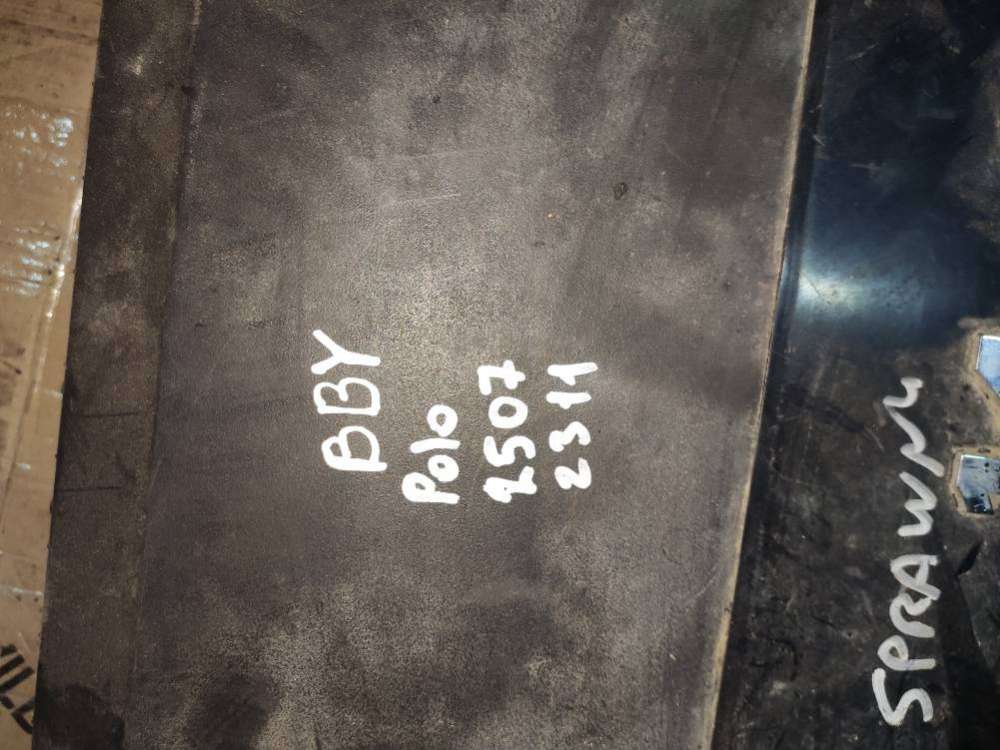 BBY
Polo
2507
2311
SPRAWNY